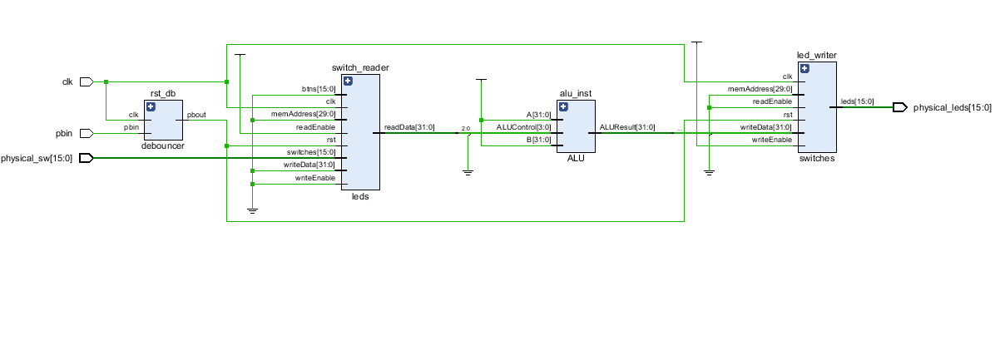 clk
pbin
physical_sw[15:0]
rst_db
clk
pbin
pbout
debouncer
switch_reader
btns[15:0]
clk
memAddress[29:0]
readEnable
rst
switches[15:0]
writeData[31:0]
writeEnable
readData[31:0]
leds
2:0
alu_inst
A[31:0]
ALUControl[3:0]
B[31:0]
ALUResult[31:0]
ALU
...
led_writer
clk
memAddress[29:0]
readEnable
rst
writeData[31:0]
writeEnable
leds[15:0]
switches
physical_leds[15:0]